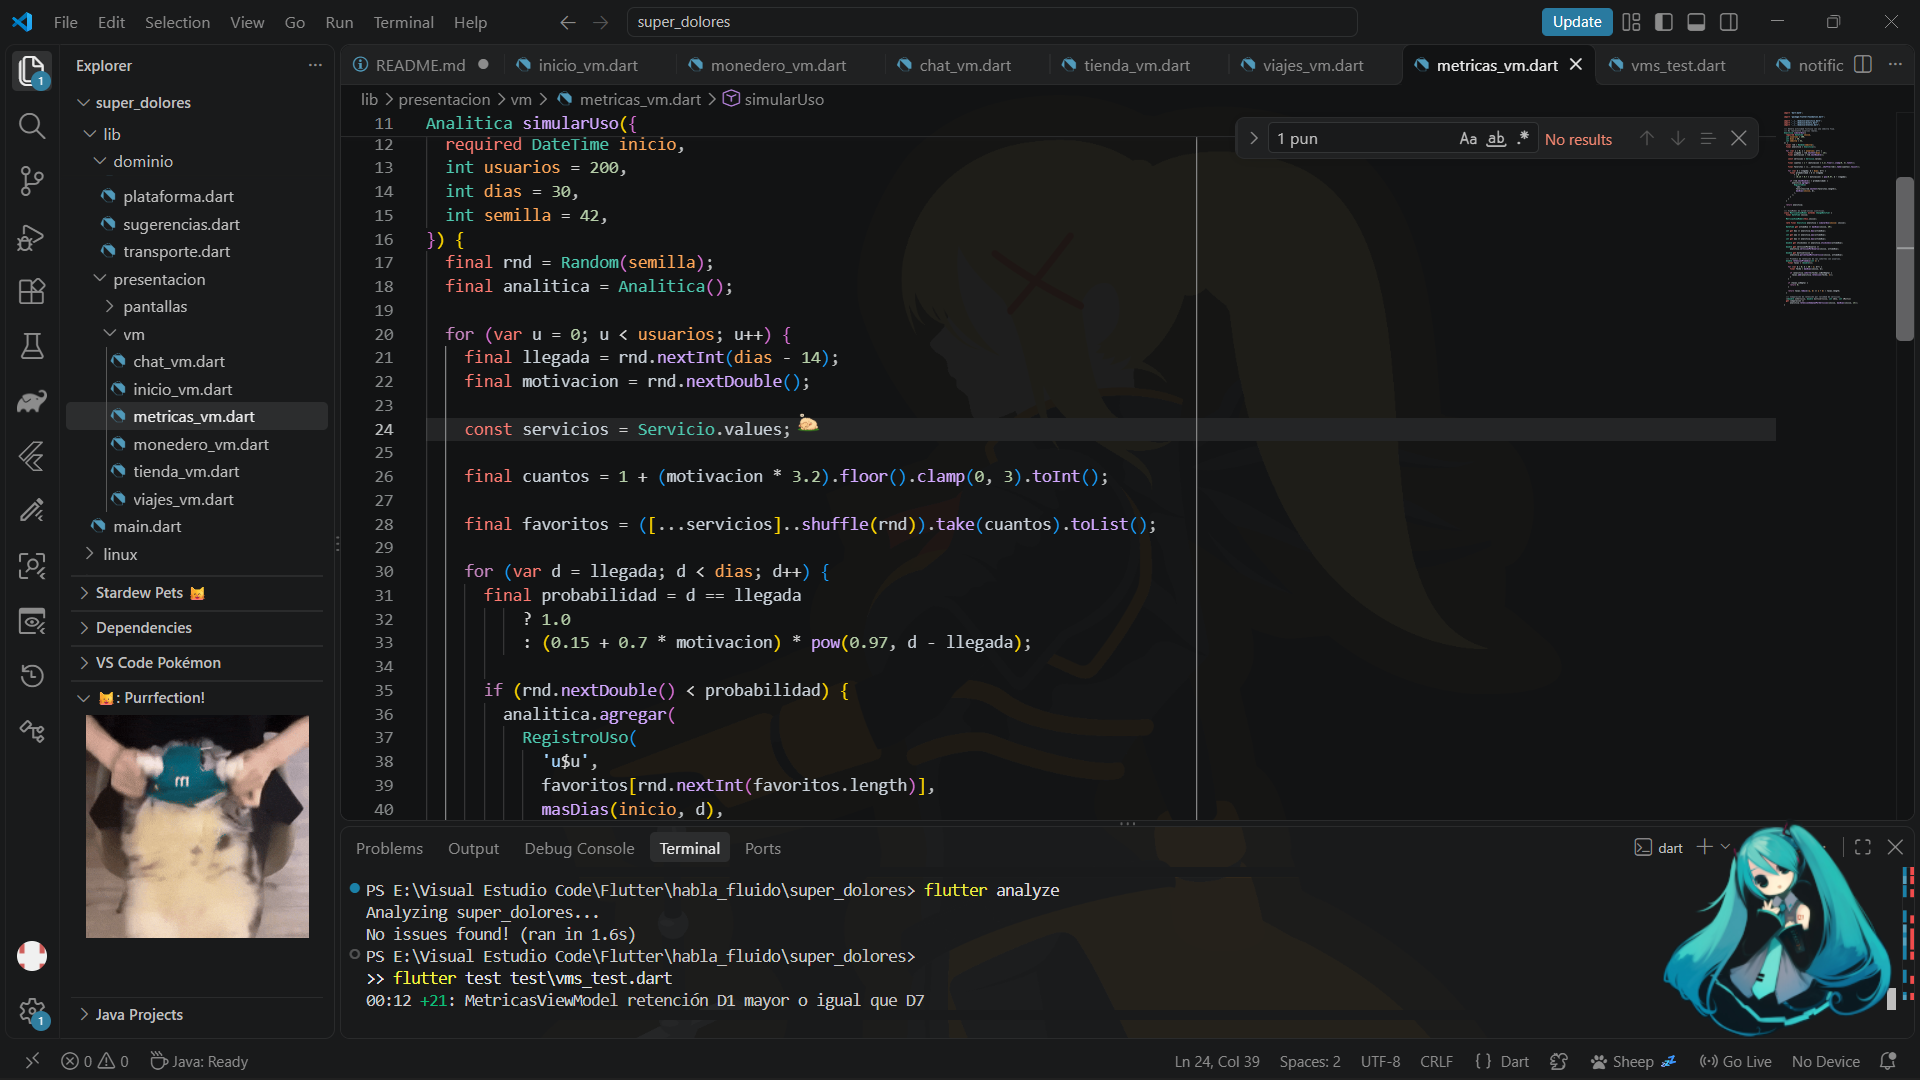 File Edit Selection View Go Run Terminal Help
super_dolores
Update
Explorer
super_dolores
lib
dominio
plataforma.dart
sugerencias.dart
transporte.dart
presentacion
pantallas
vm
chat_vm.dart
inicio_vm.dart
metricas_vm.dart
monedero_vm.dart
tienda_vm.dart
viajes_vm.dart
main.dart
linux
Stardew Pets 😺
Dependencies
VS Code Pokémon
😺: Purrfection!
Java Projects
1
1
README.md inicio_vm.dart monedero_vm.dart chat_vm.dart tienda_vm.dart viajes_vm.dart metricas_vm.dart vms_test.dart notific
lib > presentacion > vm > metricas_vm.dart > simularUso
1 pun Aa ab .* No results
11 Analitica simularUso({
12   required DateTime inicio,
13   int usuarios = 200,
14   int dias = 30,
15   int semilla = 42,
16 }) {
17   final rnd = Random(semilla);
18   final analitica = Analitica();
19
20   for (var u = 0; u < usuarios; u++) {
21     final llegada = rnd.nextInt(dias - 14);
22     final motivacion = rnd.nextDouble();
23
24     const servicios = Servicio.values;
25
26     final cuantos = 1 + (motivacion * 3.2).floor().clamp(0, 3).toInt();
27
28     final favoritos = ([...servicios]..shuffle(rnd)).take(cuantos).toList();
29
30     for (var d = llegada; d < dias; d++) {
31       final probabilidad = d == llegada
32           ? 1.0
33           : (0.15 + 0.7 * motivacion) * pow(0.97, d - llegada);
34
35       if (rnd.nextDouble() < probabilidad) {
36         analitica.agregar(
37           RegistroUso(
38             'u$u',
39             favoritos[rnd.nextInt(favoritos.length)],
40             masDias(inicio, d),
Problems Output Debug Console Terminal Ports
dart
PS E:\Visual Estudio Code\Flutter\habla_fluido\super_dolores> flutter analyze
Analyzing super_dolores...
No issues found! (ran in 1.6s)
PS E:\Visual Estudio Code\Flutter\habla_fluido\super_dolores>
>> flutter test test\vms_test.dart
00:12 +21: MetricasViewModel retención D1 mayor o igual que D7
0 0 Java: Ready
Ln 24, Col 39 Spaces: 2 UTF-8 CRLF {} Dart Sheep 💤 Go Live No Device